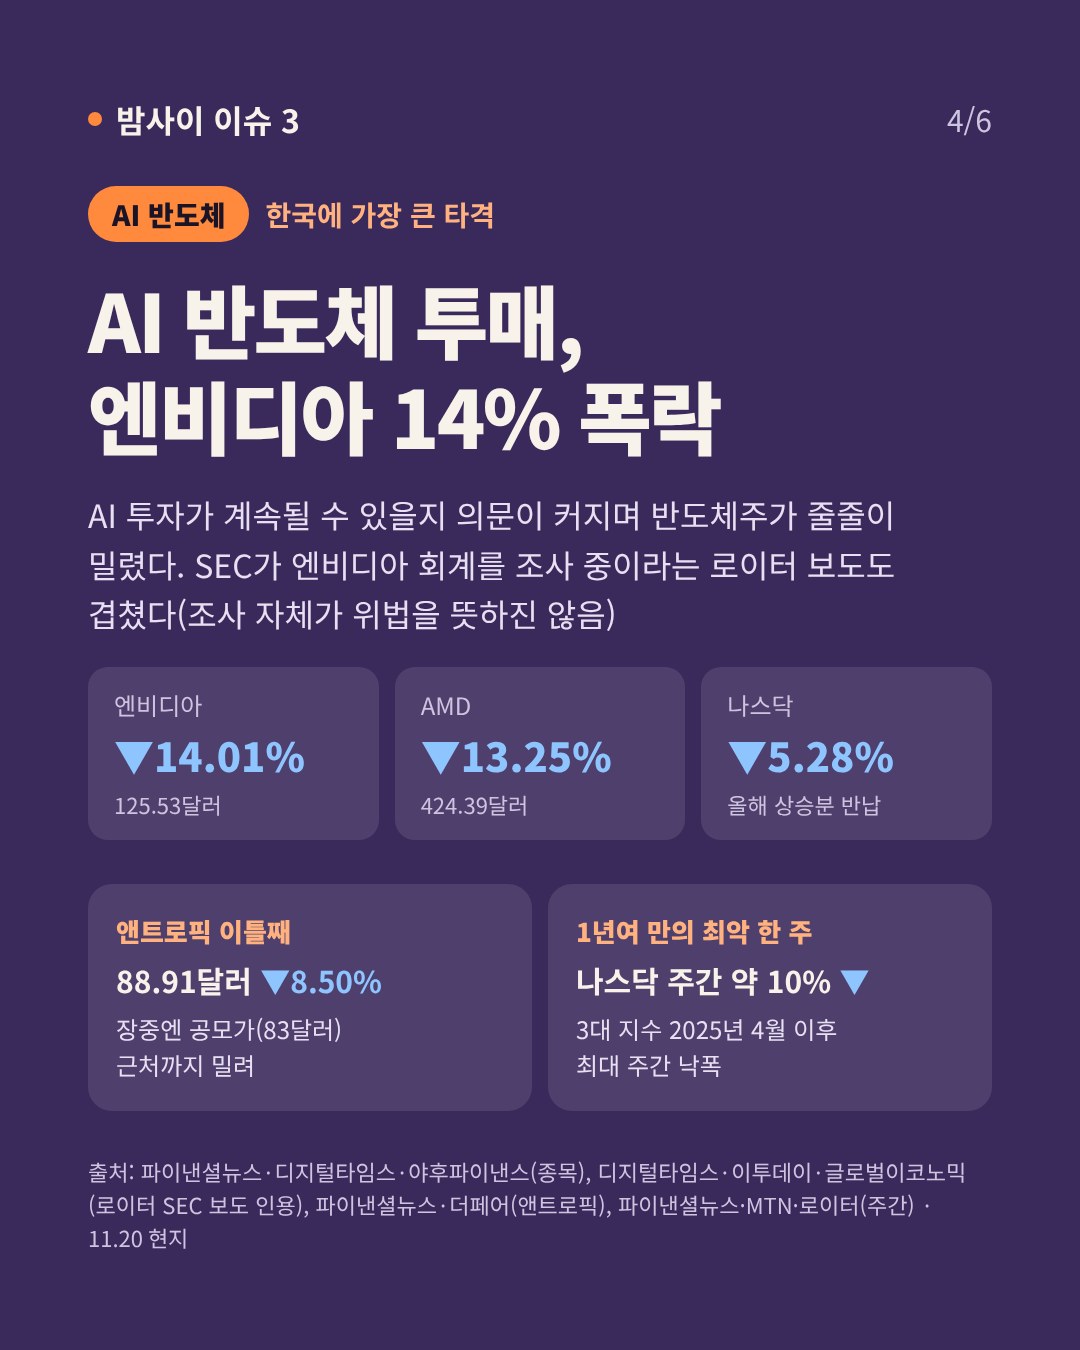 밤사이 이슈 3
4/6
AI 반도체 한국에 가장 큰 타격
AI 반도체 투매,
엔비디아 14% 폭락
AI 투자가 계속될 수 있을지 의문이 커지며 반도체주가 줄줄이
밀렸다. SEC가 엔비디아 회계를 조사 중이라는 로이터 보도도
겹쳤다(조사 자체가 위법을 뜻하진 않음)
엔비디아
▼14.01%
125.53달러
AMD
▼13.25%
424.39달러
나스닥
▼5.28%
올해 상승분 반납
앤트로픽 이틀째
88.91달러 ▼8.50%
장중엔 공모가(83달러)
근처까지 밀려
1년여 만의 최악 한 주
나스닥 주간 약 10% ▼
3대 지수 2025년 4월 이후
최대 주간 낙폭
출처: 파이낸셜뉴스·디지털타임스·야후파이낸스(종목), 디지털타임스·이투데이·글로벌이코노믹
(로이터 SEC 보도 인용), 파이낸셜뉴스·더페어(앤트로픽), 파이낸셜뉴스·MTN·로이터(주간) ·
11.20 현지